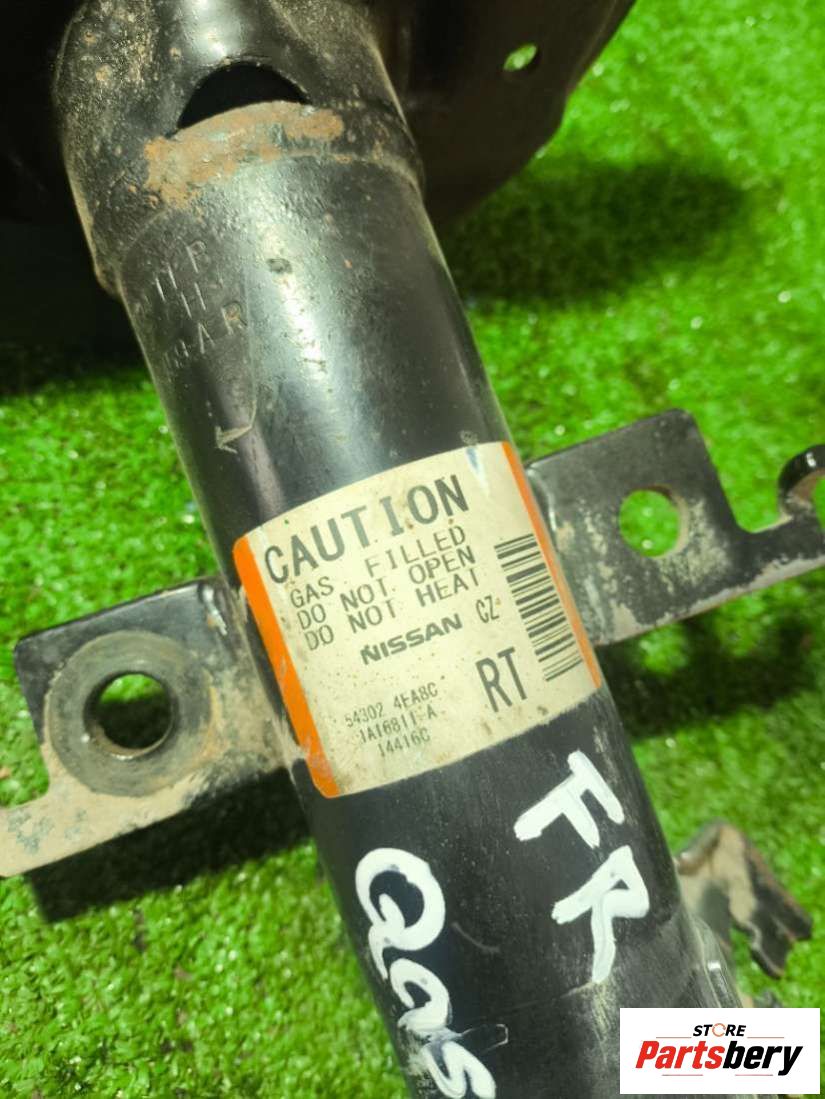 CAUTION
GAS FILLED
DO NOT OPEN
DO NOT HEAT
NISSAN CZ
RT
54302 4EA8C
1A16811-A
14416C
FR
Qas
STORE
Partsbery